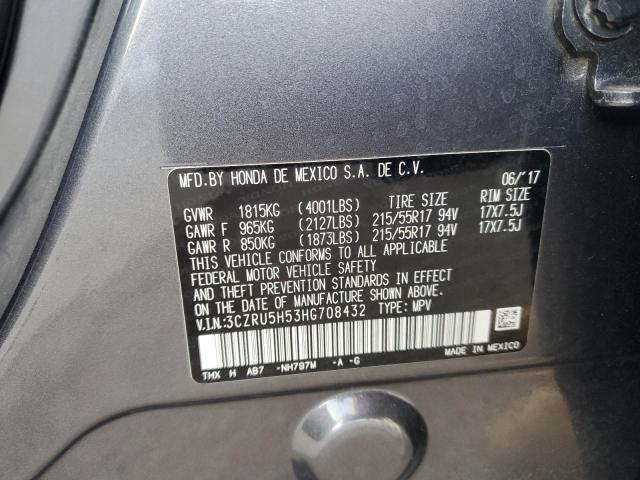 MFD.BY HONDA DE MEXICO S.A. DE C.V. 06/'17
GVWR 1815KG (4001LBS) TIRE SIZE RIM SIZE
GAWR F 965KG (2127LBS) 215/55R17 94V 17X7.5J
GAWR R 850KG (1873LBS) 215/55R17 94V 17X7.5J
THIS VEHICLE CONFORMS TO ALL APPLICABLE
FEDERAL MOTOR VEHICLE SAFETY
AND THEFT PREVENTION STANDARDS IN EFFECT
ON THE DATE OF MANUFACTURE SHOWN ABOVE.
V.I.N.:3CZRU5H53HG708432 TYPE: MPV
THX H AB7 -NH797M -A -G MADE IN MEXICO